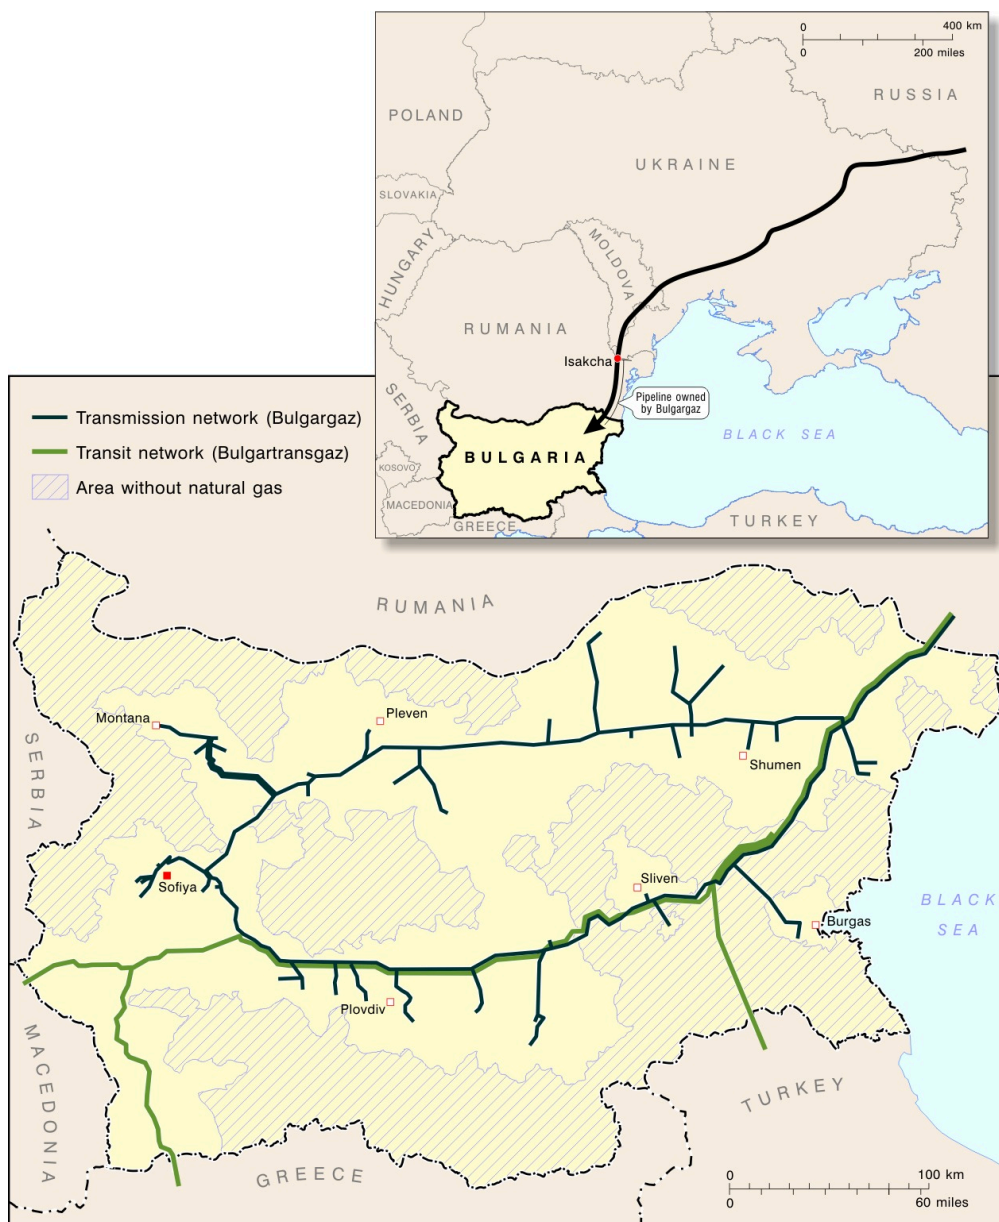 0 400 km
0 200 miles
RUSSIA
POLAND
UKRAINE
SLOVAKIA
HUNGARY
MOLDOVA
RUMANIA
Isakcha
SERBIA
Pipeline owned
by Bulgargaz
BLACK SEA
BULGARIA
KOSOVO
MACEDONIA
GREECE
TURKEY
Transmission network (Bulgargaz)
Transit network (Bulgartransgaz)
Area without natural gas
RUMANIA
Montana
Pleven
SERBIA
Shumen
Sofiya
Sliven
BLACK
SEA
Burgas
Plovdiv
MACEDONIA
TURKEY
GREECE
0 100 km
0 60 miles